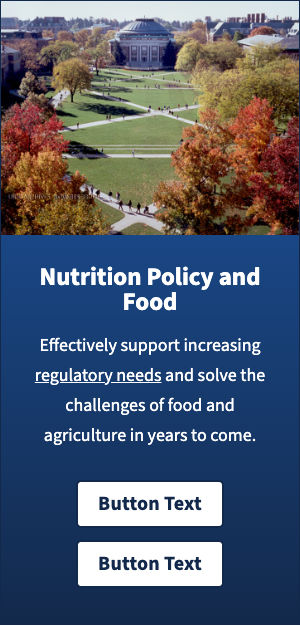 Nutrition Policy and
Food
Effectively support increasing
regulatory needs and solve the
challenges of food and
agriculture in years to come.
Button Text
Button Text